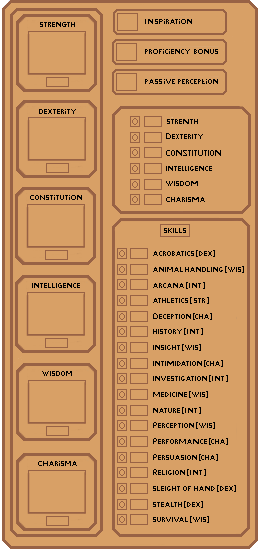 STRENGTH
DEXTERITY
CONSTITUTION
INTELLIGENCE
WISDOM
CHARISMA
INSPIRATION
PROFICIENCY BONUS
PASSIVE PERCEPTION
STRENTH
DEXTERITY
CONSTITUTION
INTELLIGENCE
WISDOM
CHARISMA
SKILLS
ACROBATICS [DEX]
ANIMAL HANDLING [WIS]
ARCANA [INT]
ATHLETICS [STR]
DECEPTION [CHA]
HISTORY [INT]
INSIGHT [WIS]
INTIMIDATION [CHA]
INVESTIGATION [INT]
MEDICINE [WIS]
NATURE [INT]
PERCEPTION [WIS]
PERFORMANCE [CHA]
PERSUASION [CHA]
RELIGION [INT]
SLEIGHT OF HAND [DEX]
STEALTH [DEX]
SURVIVAL [WIS]